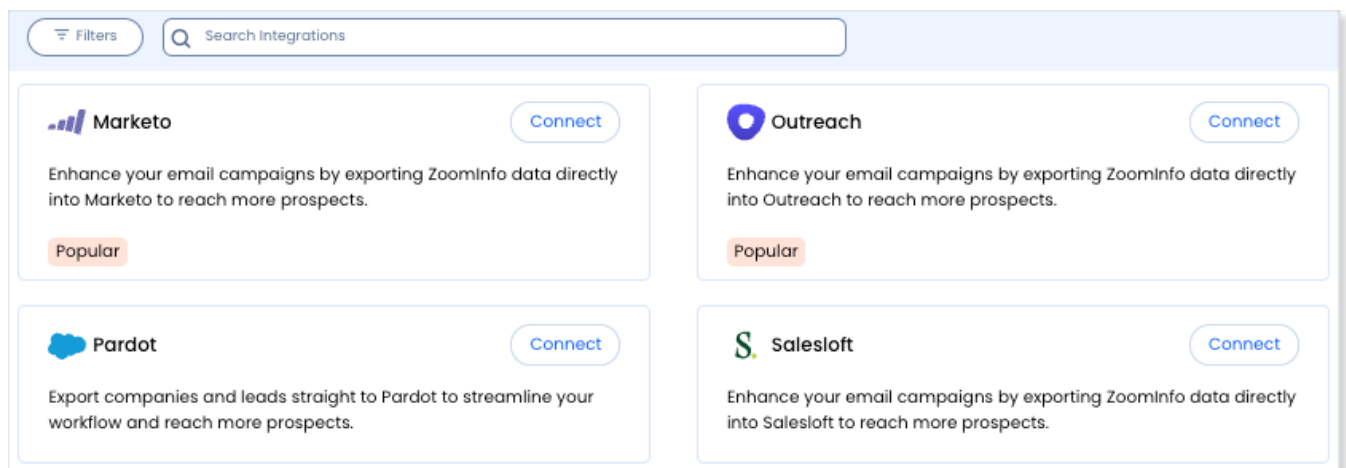 Filters
Search Integrations
Marketo
Connect
Enhance your email campaigns by exporting ZoomInfo data directly
into Marketo to reach more prospects.
Popular
Outreach
Connect
Enhance your email campaigns by exporting ZoomInfo data directly
into Outreach to reach more prospects.
Popular
Pardot
Connect
Export companies and leads straight to Pardot to streamline your
workflow and reach more prospects.
S.
Salesloft
Connect
Enhance your email campaigns by exporting ZoomInfo data directly
into Salesloft to reach more prospects.